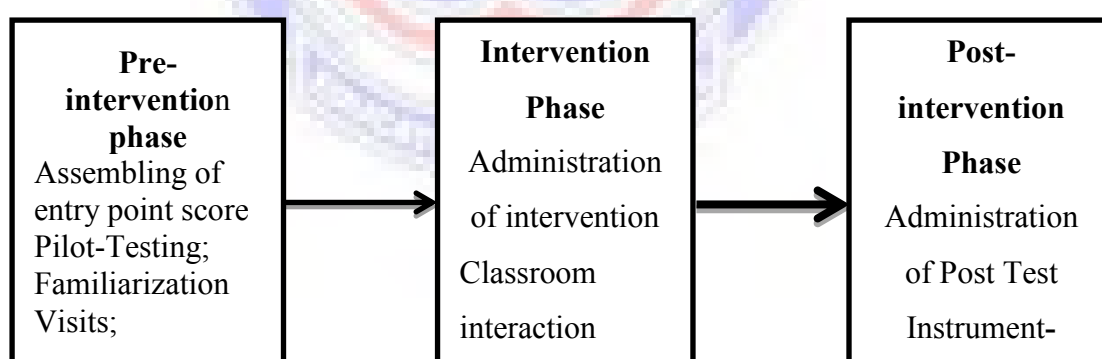 Pre-
intervention
phase
Assembling of
entry point score
Pilot-Testing;
Familiarization
Visits;
Intervention
Phase
Administration
of intervention
Classroom
interaction
Post-
intervention
Phase
Administration
of Post Test
Instrument-